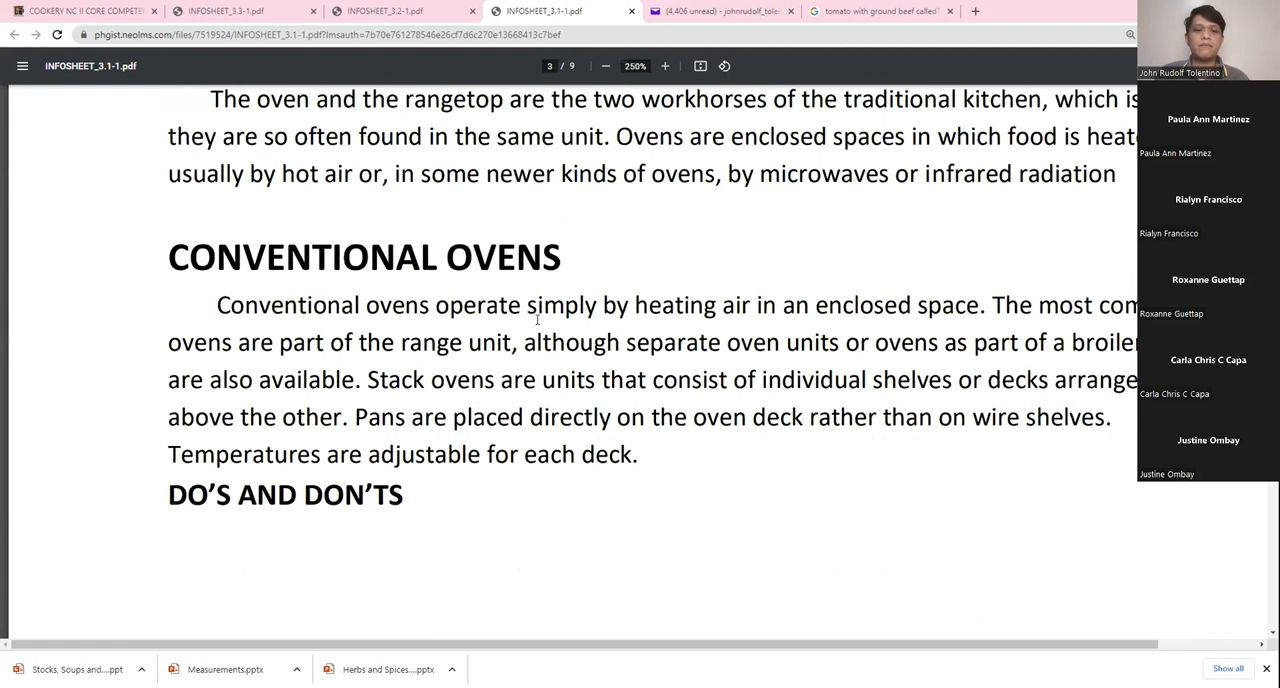 COOKERY NC II CORE COMPETE
INFOSHEET_3.3-1.pdf
INFOSHEET_3.2-1.pdf
INFOSHEET_3.1-1.pdf
(4,406 unread) - johnrudolf_tole
tomato with ground beef called
phgist.neolms.com/files/7519524/INFOSHEET_3.1-1.pdf?lmsauth=7b70e761278546e26cf7d6c270e13668413c7bef
INFOSHEET_3.1-1.pdf
3 / 9
250%
The oven and the rangetop are the two workhorses of the traditional kitchen, which is
they are so often found in the same unit. Ovens are enclosed spaces in which food is heate
usually by hot air or, in some newer kinds of ovens, by microwaves or infrared radiation
CONVENTIONAL OVENS
Conventional ovens operate simply by heating air in an enclosed space. The most com
ovens are part of the range unit, although separate oven units or ovens as part of a broiler
are also available. Stack ovens are units that consist of individual shelves or decks arrange
above the other. Pans are placed directly on the oven deck rather than on wire shelves.
Temperatures are adjustable for each deck.
DO’S AND DON’TS
John Rudolf Tolentino
Paula Ann Martinez
Paula Ann Martinez
Rialyn Francisco
Rialyn Francisco
Roxanne Guettap
Roxanne Guettap
Carla Chris C Capa
Carla Chris C Capa
Justine Ombay
Justine Ombay
Stocks, Soups and....ppt
Measurements.pptx
Herbs and Spices....pptx
Show all